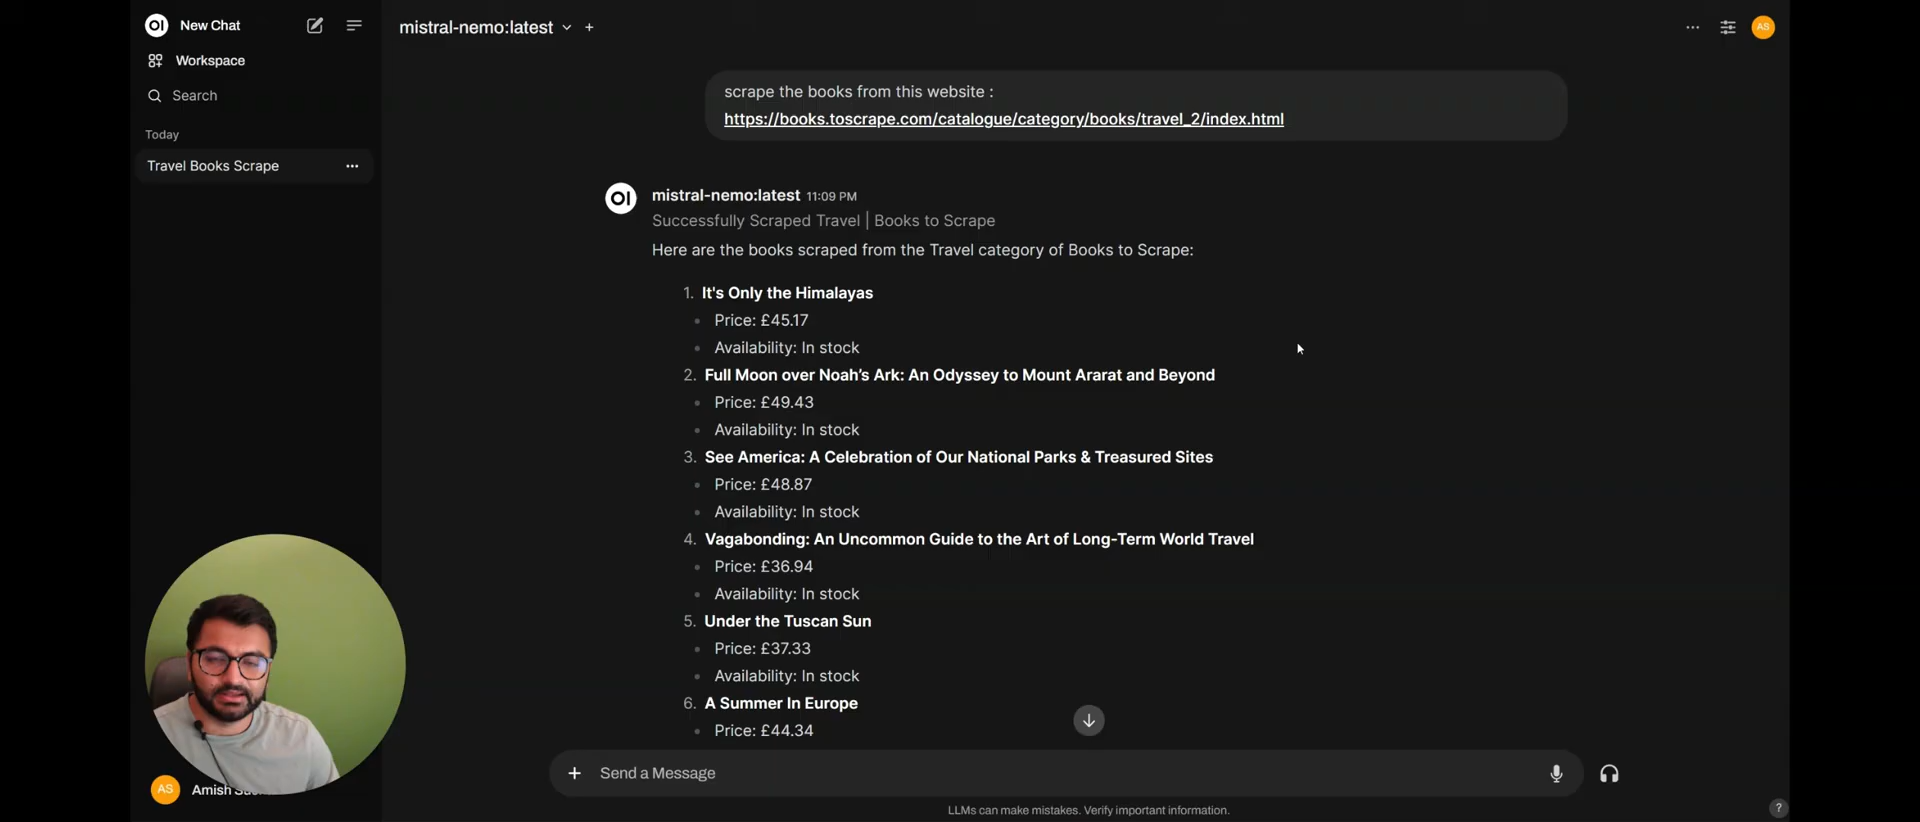 OI New Chat
Workspace
Search
Today
Travel Books Scrape
mistral-nemo:latest
AS
scrape the books from this website :
https://books.toscrape.com/catalogue/category/books/travel_2/index.html
OI mistral-nemo:latest 11:09 PM
Successfully Scraped Travel | Books to Scrape
Here are the books scraped from the Travel category of Books to Scrape:
1. It's Only the Himalayas
Price: £45.17
Availability: In stock
2. Full Moon over Noah’s Ark: An Odyssey to Mount Ararat and Beyond
Price: £49.43
Availability: In stock
3. See America: A Celebration of Our National Parks & Treasured Sites
Price: £48.87
Availability: In stock
4. Vagabonding: An Uncommon Guide to the Art of Long-Term World Travel
Price: £36.94
Availability: In stock
5. Under the Tuscan Sun
Price: £37.33
Availability: In stock
6. A Summer In Europe
Price: £44.34
Send a Message
AS Amish
LLMs can make mistakes. Verify important information.
?